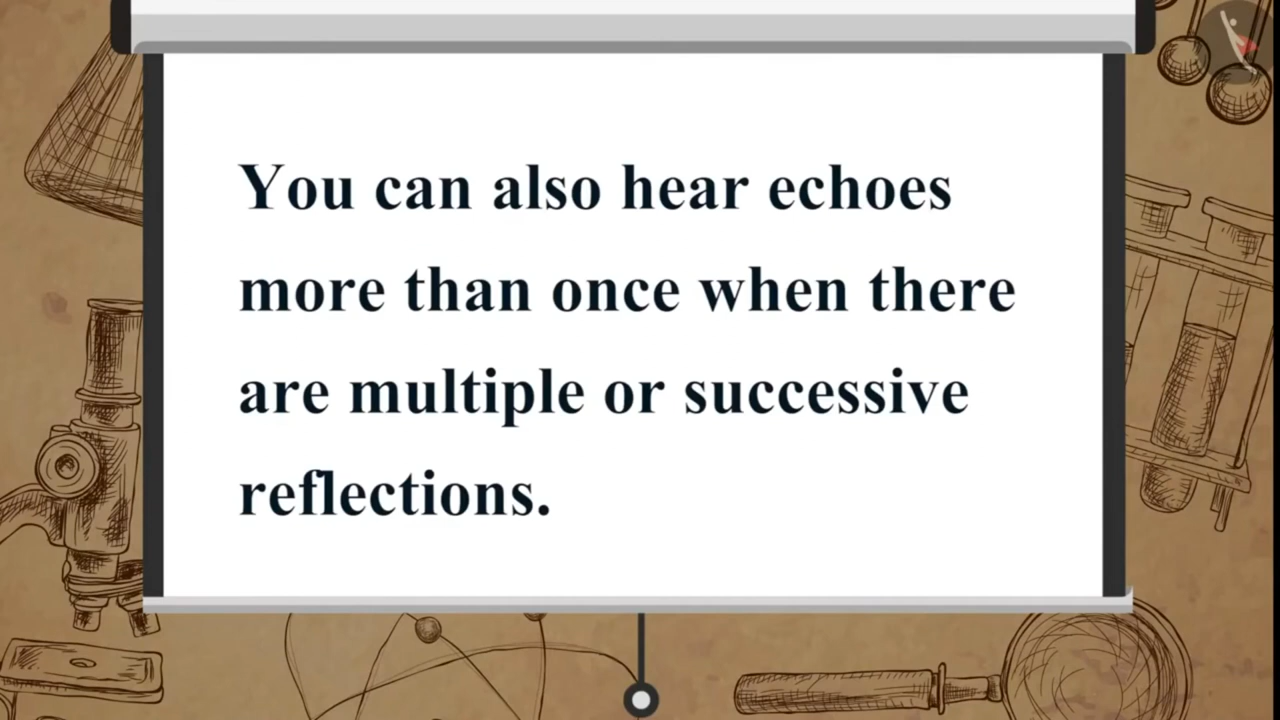 You can also hear echoes
more than once when there
are multiple or successive
reflections.